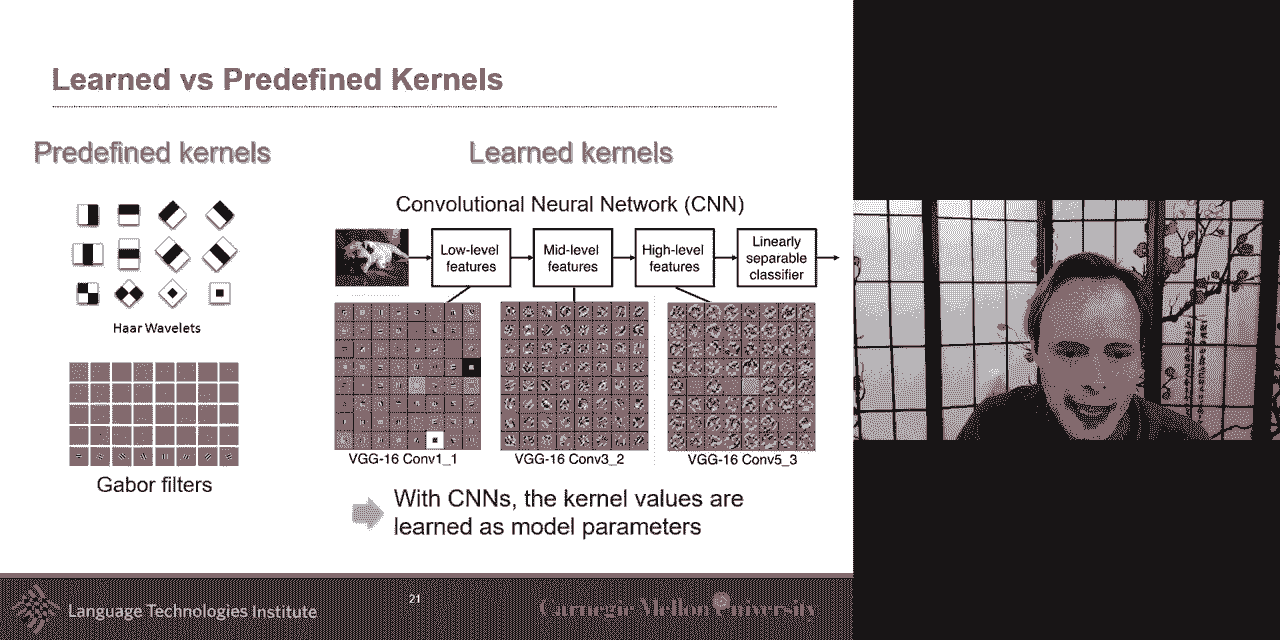 Learned vs Predefined Kernels
Predefined kernels
Haar Wavelets
Gabor filters
Learned kernels
Convolutional Neural Network (CNN)
Low-level
features
Mid-level
features
High-level
features
Linearly
separable
classifier
VGG-16 Conv1_1
VGG-16 Conv3_2
VGG-16 Conv5_3
With CNNs, the kernel values are
learned as model parameters
Language Technologies Institute
21
Carnegie Mellon University